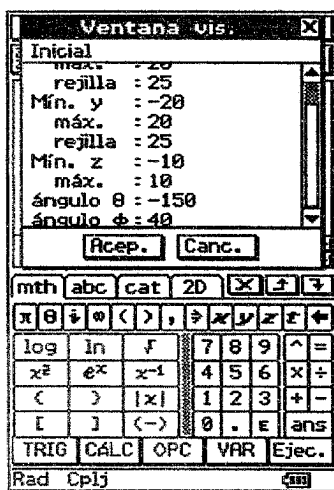 Ventana vis.
Inicial
máx. :20
rejilla :25
Mín. y :-20
máx. :20
rejilla :25
Mín. z :-10
máx. :10
ángulo θ :-150
ángulo ϕ :40
Acep. Canc.
mth abc cat 2D
π θ i ∞ ( ) , ⇒ x y z t ←
log ln √ 7 8 9 ^ =
x² eˣ x⁻¹ 4 5 6 × ÷
( ) |x| 1 2 3 + −
[ ] (−) 0 . E ans
TRIG CÁLC OPC VAR Ejec.
Rad Cplj